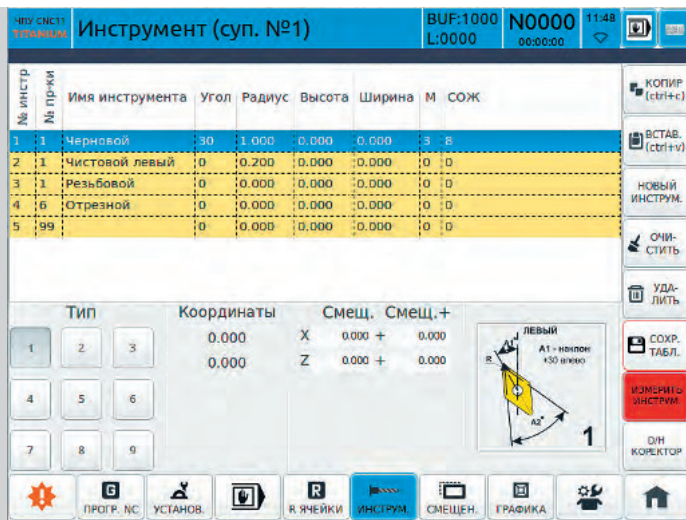 ЧПУ CNC11
TITANIUM
Инструмент (суп. №1)
BUF:1000
L:0000
N0000
00:00:00
11:48
№ инстр
№ пр-ки
Имя инструмента Угол Радиус Высота Ширина М СОЖ
1 1 Черновой 30 1.000 0.000 0.000 3 8
2 1 Чистовой левый 0 0.200 0.000 0.000 0 0
3 1 Резьбовой 0 0.000 0.000 0.000 0 0
4 6 Отрезной 0 0.000 0.000 0.000 0 0
5 99 0 0.000 0.000 0.000 0 0
КОПИР
(ctrl+c)
ВСТАВ.
(ctrl+v)
НОВЫЙ
ИНСТРУМ.
ОЧИ-
СТИТЬ
УДА-
ЛИТЬ
СОХР.
ТАБЛ.
ИЗМЕРИТЬ
ИНСТРУМ
D/H
КОРЕКТОР
Тип Координаты Смещ. Смещ.+
0.000 X 0.000 + 0.000
0.000 Z 0.000 + 0.000
1 2 3
4 5 6
7 8 9
ЛЕВЫЙ
A1
A1 - наклон
+30 влево
R
A2°
1
G
ПРОГР. NC
УСТАНОВ.
R
R ЯЧЕЙКИ
ИНСТРУМ.
СМЕЩЕН.
ГРАФИКА